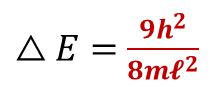 △ E = 9h² / 8mℓ²